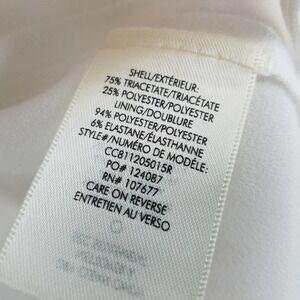 SHELL/EXTÉRIEUR:
75% TRIACETATE/TRIACÉTATE
25% POLYESTER/POLYESTER
LINING/DOUBLURE
94% POLYESTER/POLYESTER
6% ELASTANE/ÉLASTHANNE
STYLE#/NUMÉRO DE MODÈLE:
CC811205015R
PO# 124087
RN# 107677
CARE ON REVERSE
ENTRETIEN AU VERSO